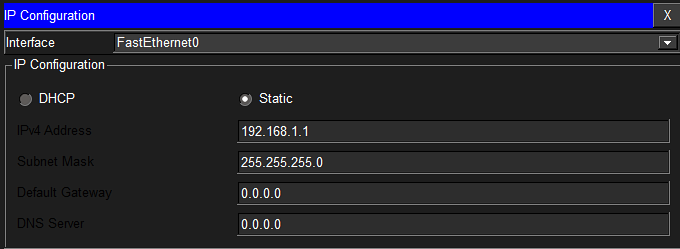 IP Configuration X
Interface FastEthernet0
IP Configuration
DHCP Static
IPv4 Address 192.168.1.1
Subnet Mask 255.255.255.0
Default Gateway 0.0.0.0
DNS Server 0.0.0.0